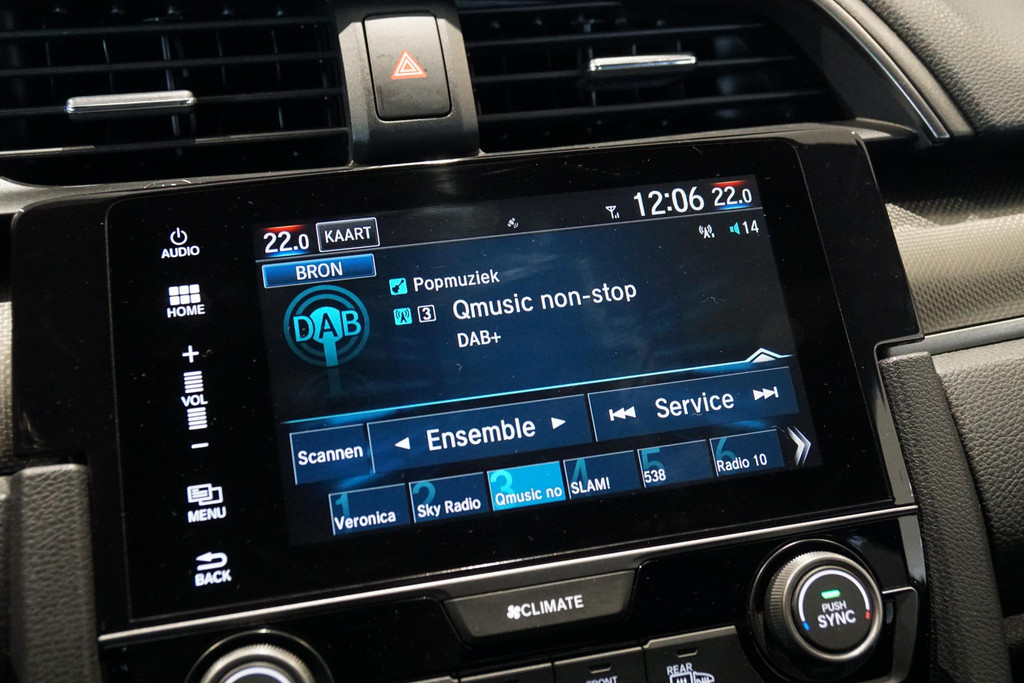 AUDIO
HOME
+
VOL
-
MENU
BACK
22.0 KAART 12:06 22.0
BRON 14
DAB Popmuziek
3 Qmusic non-stop
DAB+
Scannen Ensemble Service
1 Veronica 2 Sky Radio 3 Qmusic no 4 SLAM! 5 538 6 Radio 10
CLIMATE
PUSH
SYNC
FRONT
REAR